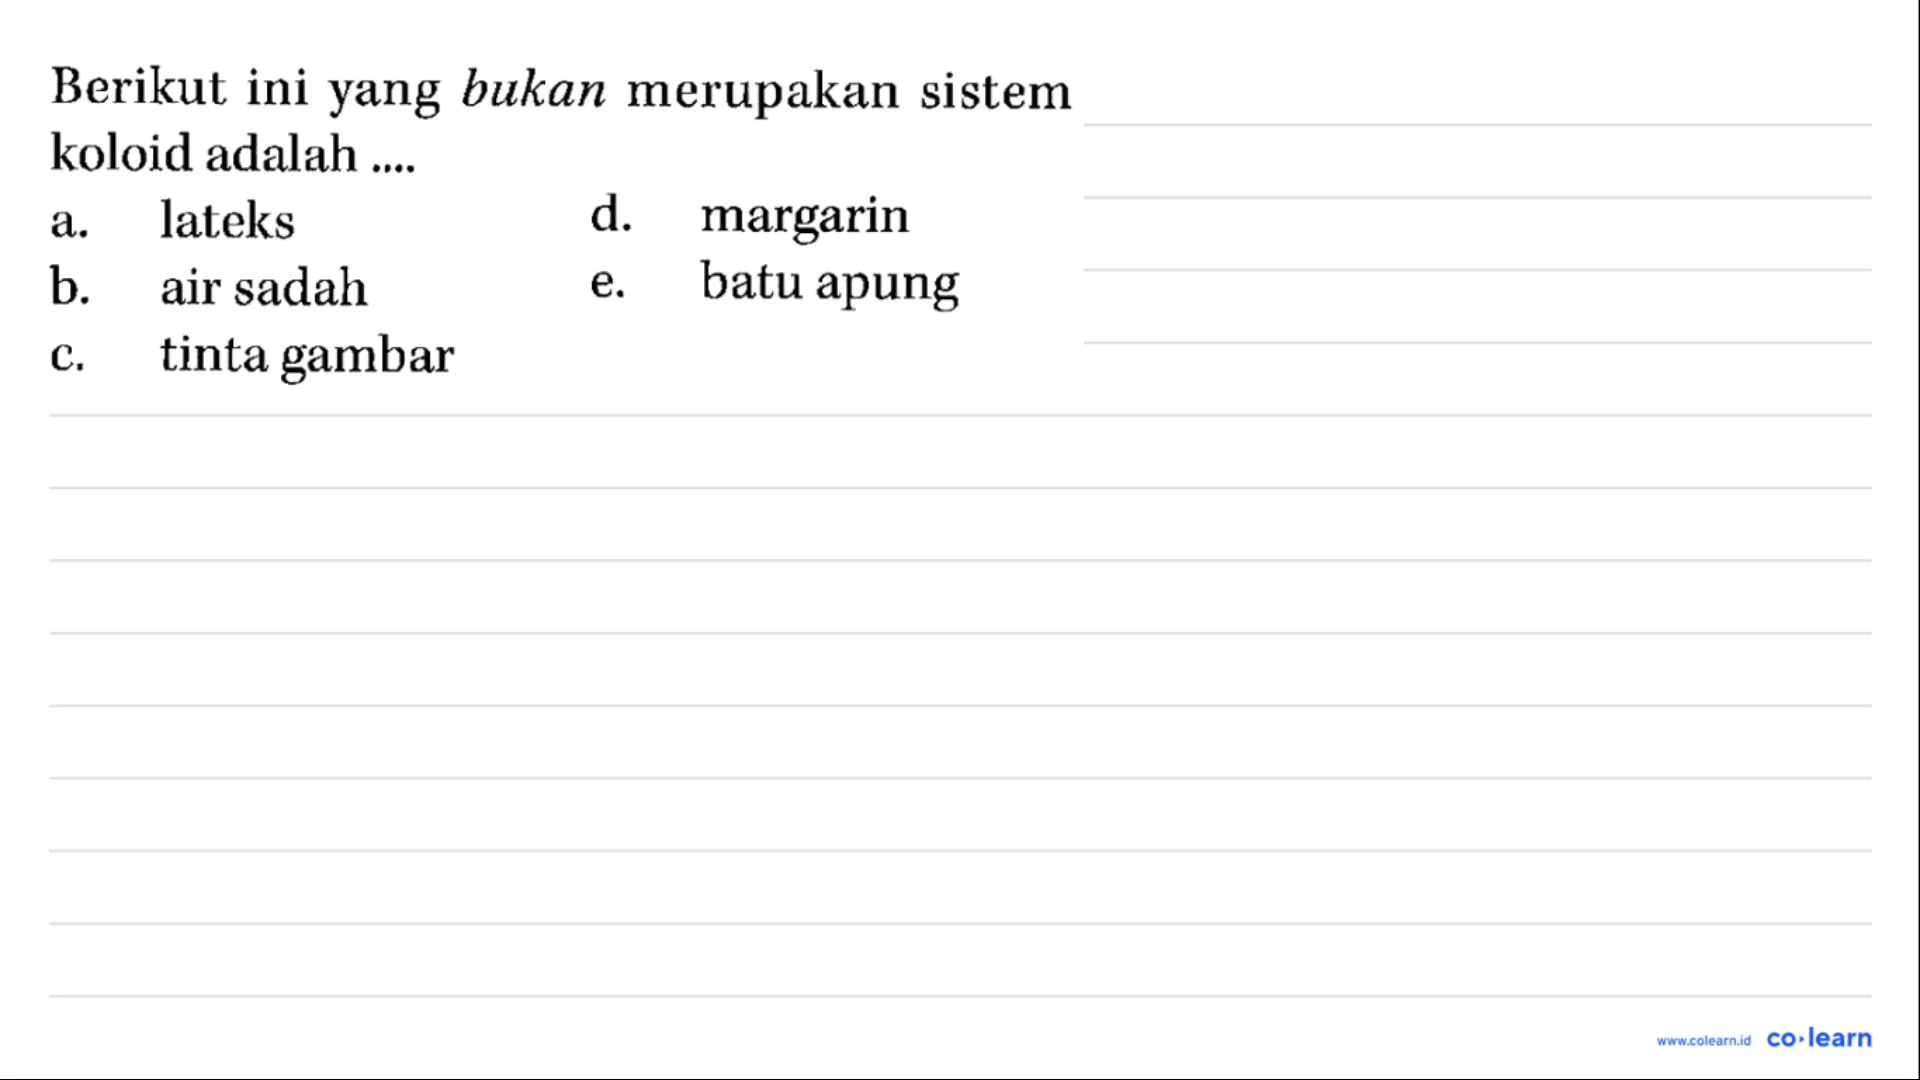 Berikut ini yang bukan merupakan sistem
koloid adalah ....
a. lateks
b. air sadah
c. tinta gambar
d. margarin
e. batu apung
www.colearn.id co·learn